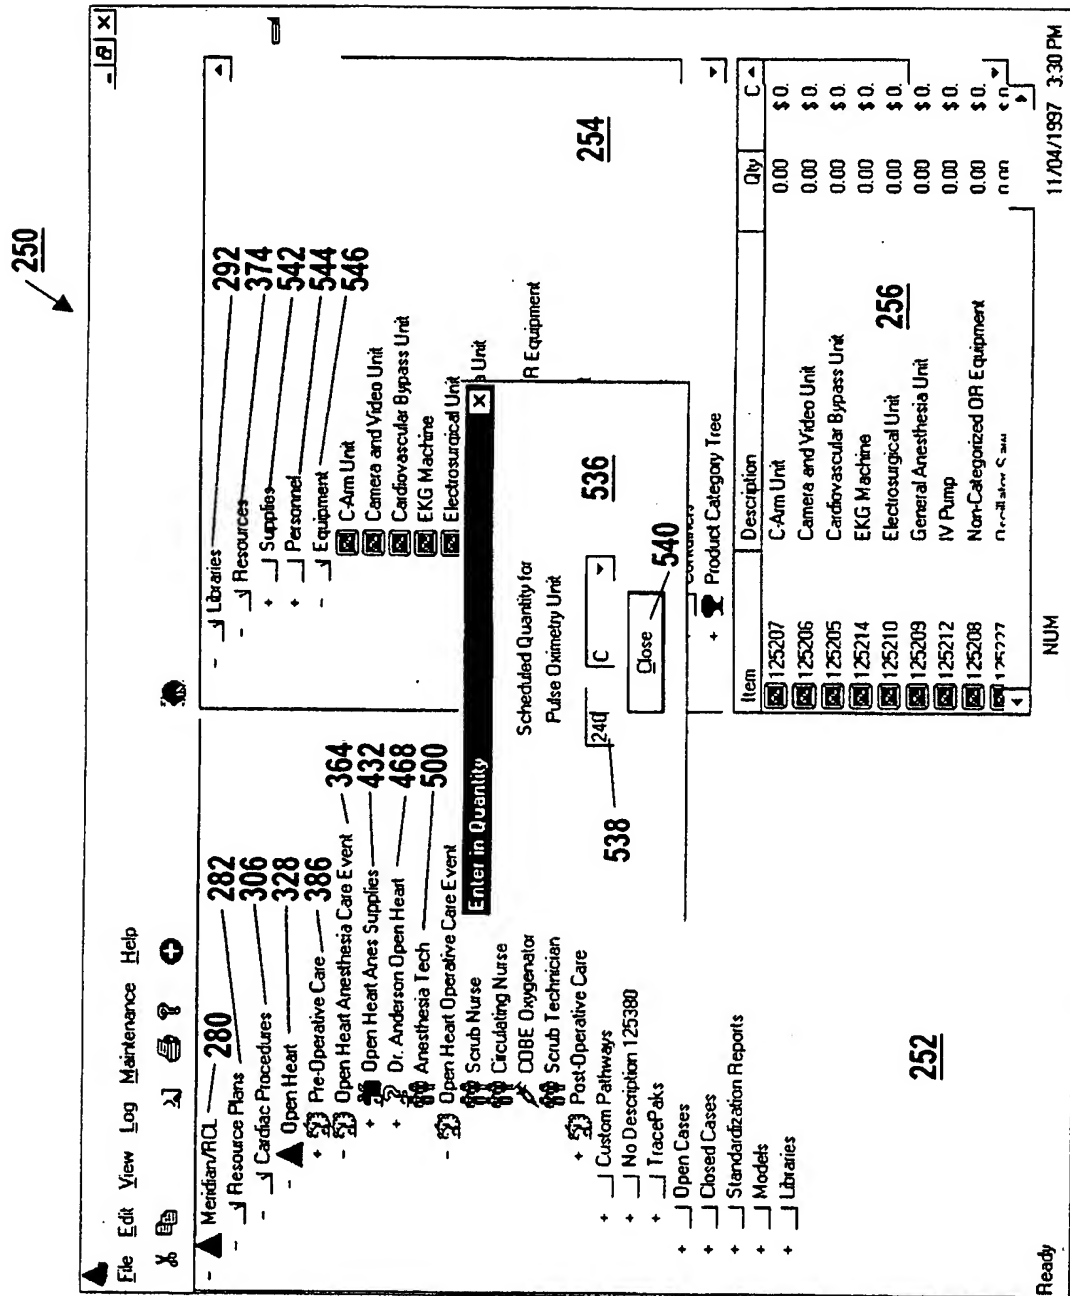 250
File Edit View Log Maintenance Help
Meridian/RCL 280
Resource Plans 282
Cardiac Procedures 306
Open Heart 328
Pre-Operative Care 386
Open Heart Anesthesia Care Event 364
Open Heart Anes Supplies 432
Dr. Anderson Open Heart 468
Anesthesia Tech 500
Open Heart Operative Care Event
Scrub Nurse
Circulating Nurse
COBE Oxygenator
Scrub Technician
Post-Operative Care
Custom Pathways
No Description 125380
TracePaks
Open Cases
Closed Cases
Standardization Reports
Models
Libraries
252
Libraries 292
Resources 374
Supplies 542
Personnel 544
Equipment 546
C-Arm Unit
Camera and Video Unit
Cardiovascular Bypass Unit
EKG Machine
Electrosurgical Unit
Unit
R Equipment
254
Product Category Tree
Enter in Quantity
Scheduled Quantity for
Pulse Oximetry Unit
240 C
Close
536
538
540
Item Description Qty C
125207 C-Arm Unit 0.00 $ 0.
125206 Camera and Video Unit 0.00 $ 0.
125205 Cardiovascular Bypass Unit 0.00 $ 0.
125214 EKG Machine 0.00 $ 0.
125210 Electrosurgical Unit 0.00 $ 0.
125209 General Anesthesia Unit 0.00 $ 0.
125212 IV Pump 0.00 $ 0.
125208 Non-Categorized OR Equipment 0.00 $ 0.
256
Ready NUM 11/04/1997 3:30 PM